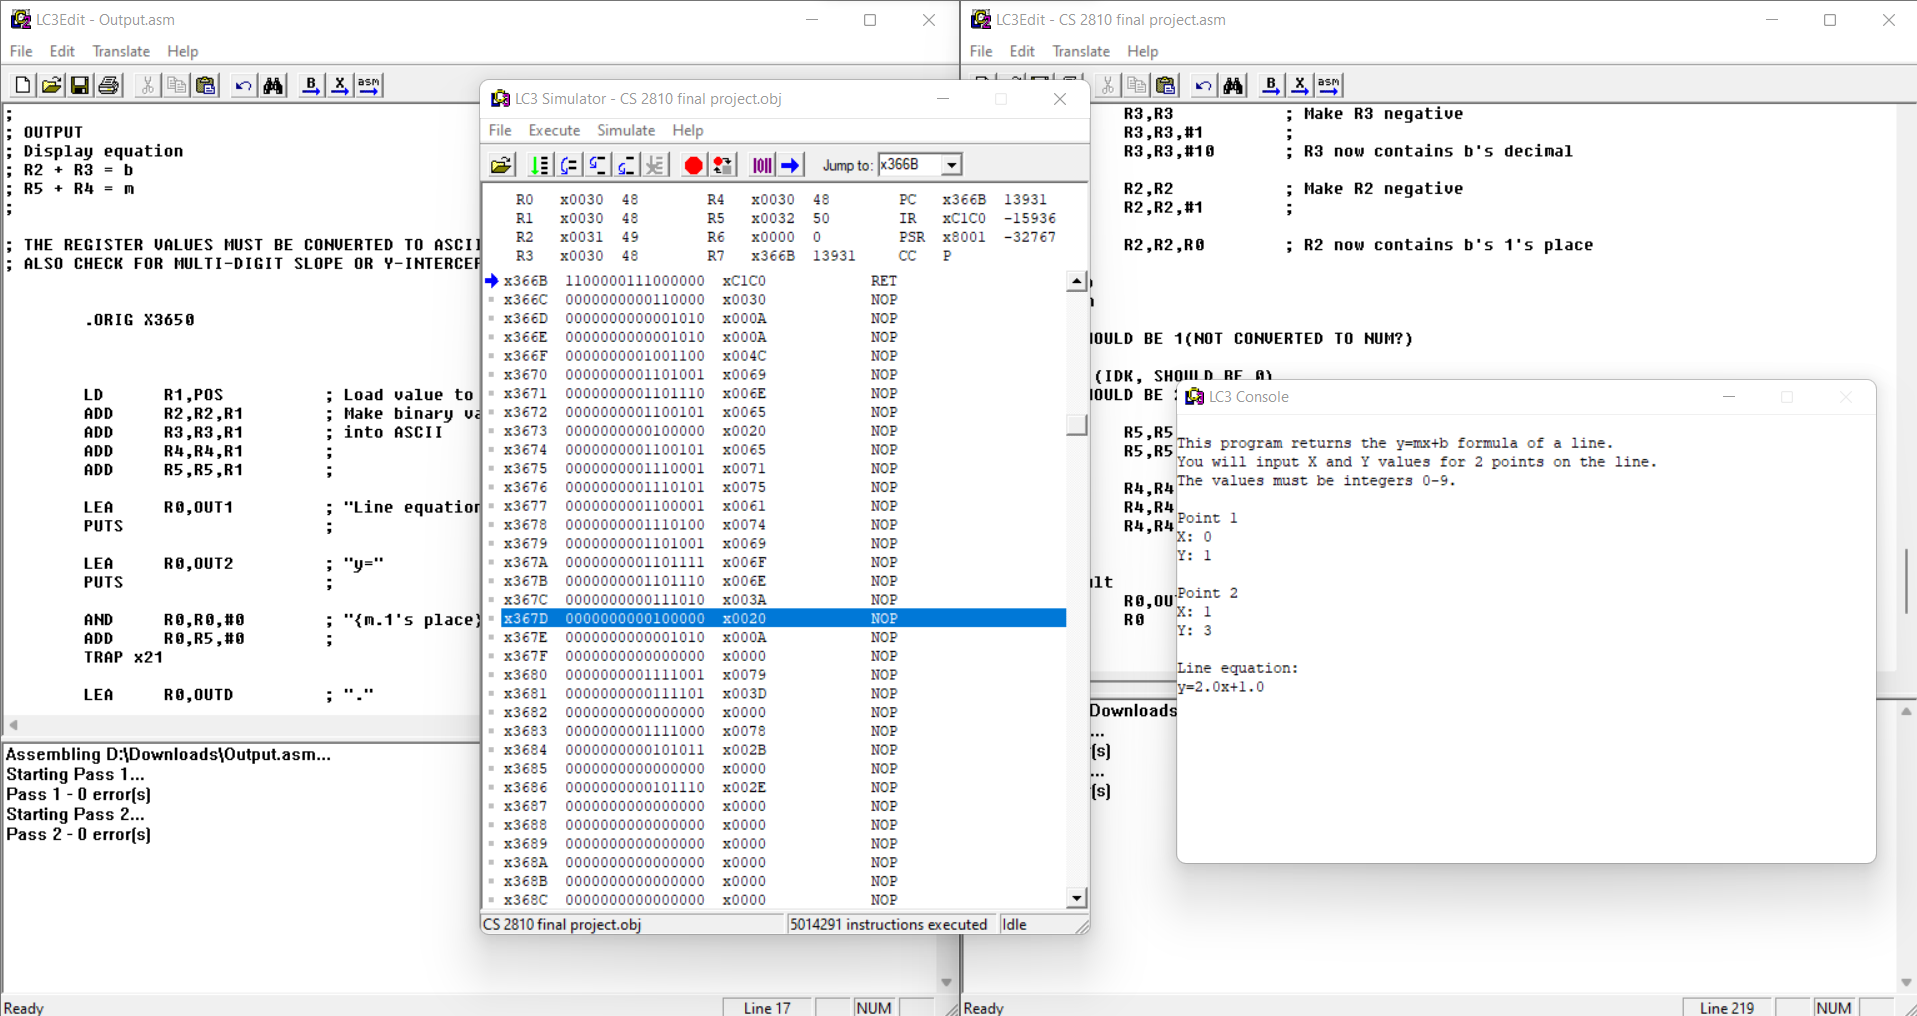 LC3Edit - Output.asm
File Edit Translate Help
;
; OUTPUT
; Display equation
; R2 + R3 = b
; R5 + R4 = m
;
; THE REGISTER VALUES MUST BE CONVERTED TO ASCII
; ALSO CHECK FOR MULTI-DIGIT SLOPE OR Y-INTERCEP
.ORIG X3650
LD R1,POS ; Load value to
ADD R2,R2,R1 ; Make binary va
ADD R3,R3,R1 ; into ASCII
ADD R4,R4,R1 ;
ADD R5,R5,R1 ;
LEA R0,OUT1 ; "Line equation
PUTS ;
LEA R0,OUT2 ; "y="
PUTS ;
AND R0,R0,#0 ; "{m.1's place}
ADD R0,R5,#0 ;
TRAP x21
LEA R0,OUTD ; "."
Assembling D:\Downloads\Output.asm...
Starting Pass 1...
Pass 1 - 0 error(s)
Starting Pass 2...
Pass 2 - 0 error(s)
Ready Line 17 NUM
LC3 Simulator - CS 2810 final project.obj
File Execute Simulate Help
Jump to: x366B
R0 x0030 48 R4 x0030 48 PC x366B 13931
R1 x0030 48 R5 x0032 50 IR xC1C0 -15936
R2 x0031 49 R6 x0000 0 PSR x8001 -32767
R3 x0030 48 R7 x366B 13931 CC P
x366B 1100000111000000 xC1C0 RET
x366C 0000000000110000 x0030 NOP
x366D 0000000000001010 x000A NOP
x366E 0000000000001010 x000A NOP
x366F 0000000001001100 x004C NOP
x3670 0000000001101001 x0069 NOP
x3671 0000000001101110 x006E NOP
x3672 0000000001100101 x0065 NOP
x3673 0000000000100000 x0020 NOP
x3674 0000000001100101 x0065 NOP
x3675 0000000001110001 x0071 NOP
x3676 0000000001110101 x0075 NOP
x3677 0000000001100001 x0061 NOP
x3678 0000000001110100 x0074 NOP
x3679 0000000001101001 x0069 NOP
x367A 0000000001101111 x006F NOP
x367B 0000000001101110 x006E NOP
x367C 0000000000111010 x003A NOP
x367D 0000000000100000 x0020 NOP
x367E 0000000000001010 x000A NOP
x367F 0000000000000000 x0000 NOP
x3680 0000000001111001 x0079 NOP
x3681 0000000000111101 x003D NOP
x3682 0000000000000000 x0000 NOP
x3683 0000000001111000 x0078 NOP
x3684 0000000000101011 x002B NOP
x3685 0000000000000000 x0000 NOP
x3686 0000000000101110 x002E NOP
x3687 0000000000000000 x0000 NOP
x3688 0000000000000000 x0000 NOP
x3689 0000000000000000 x0000 NOP
x368A 0000000000000000 x0000 NOP
x368B 0000000000000000 x0000 NOP
x368C 0000000000000000 x0000 NOP
CS 2810 final project.obj 5014291 instructions executed Idle
LC3Edit - CS 2810 final project.asm
File Edit Translate Help
R3,R3 ; Make R3 negative
R3,R3,#1 ;
R3,R3,#10 ; R3 now contains b's decimal
R2,R2 ; Make R2 negative
R2,R2,#1 ;
R2,R2,R0 ; R2 now contains b's 1's place
OULD BE 1(NOT CONVERTED TO NUM?)
(IDK, SHOULD BE 0)
OULD BE
R5,R5
R5,R5
R4,R4
R4,R4
R4,R4
ult
R0,OU
R0
Downloads
...
(s)
...
(s)
Ready Line 219 NUM
LC3 Console
This program returns the y=mx+b formula of a line.
You will input X and Y values for 2 points on the line.
The values must be integers 0-9.
Point 1
X: 0
Y: 1
Point 2
X: 1
Y: 3
Line equation:
y=2.0x+1.0